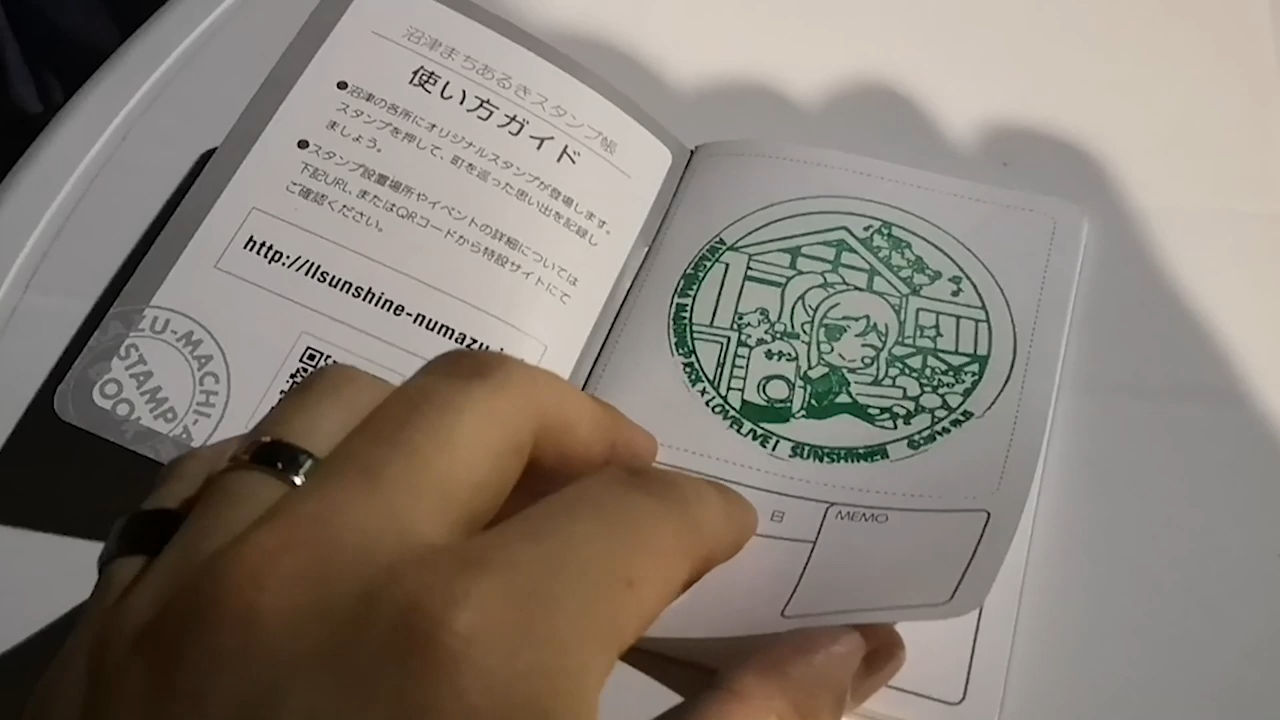 沼津まちあるきスタンプ帳
使い方ガイド
●沼津の各所にオリジナルスタンプが登場します。
スタンプを押して、町を巡った思い出を記録し
ましょう。
●スタンプ設置場所やイベントの詳細については
下記URL、またはQRコードから特設サイトにて
ご確認ください。
http://llsunshine-numazu
AZU-MACHI-A
STAMP
BOOK
AWASHIMA MARINEPARK X LOVELIVE! SUNSHINE!!
日
MEMO